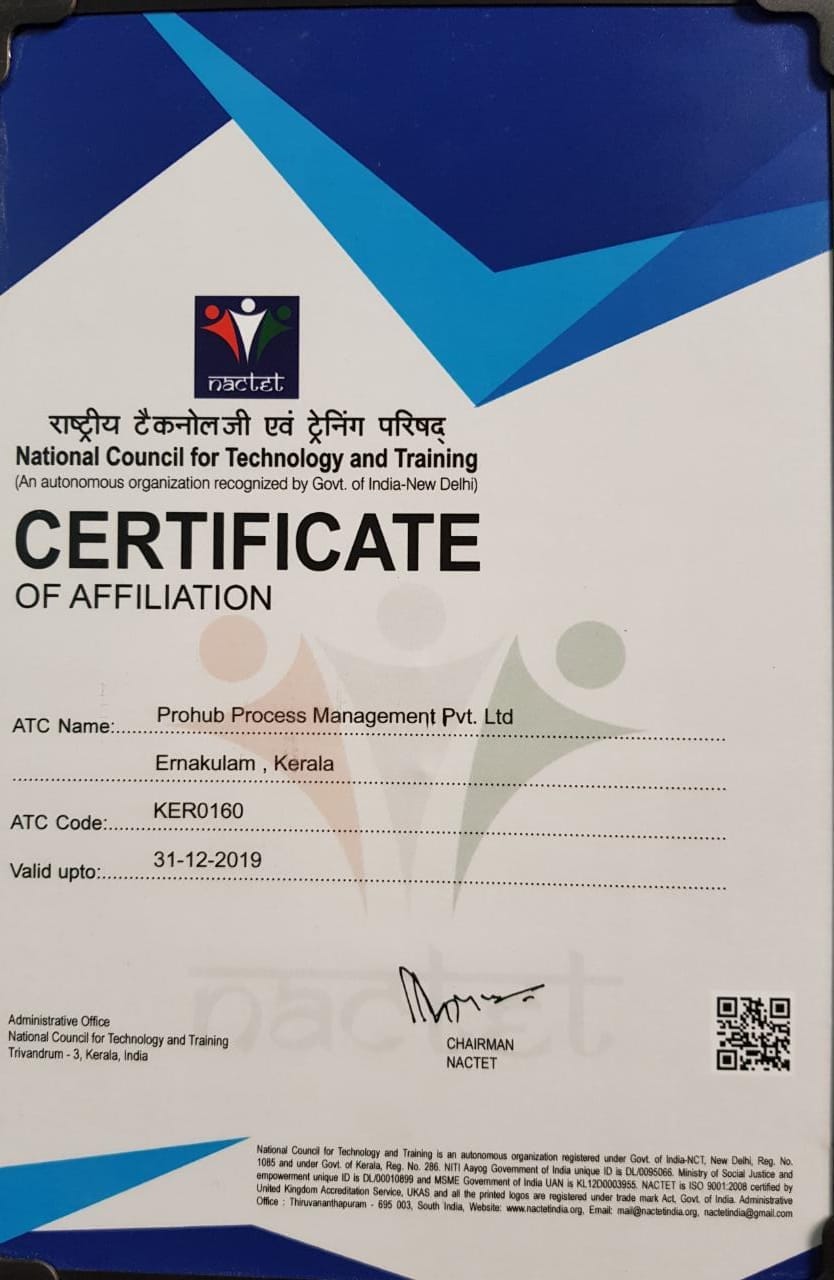 nactet
राष्ट्रीय टैकनोलजी एवं ट्रेनिंग परिषद्
National Council for Technology and Training
(An autonomous organization recognized by Govt. of India-New Delhi)
CERTIFICATE
OF AFFILIATION
ATC Name:
Prohub Process Management Pvt. Ltd
Ernakulam , Kerala
ATC Code:
KER0160
Valid upto:
31-12-2019
nactet
Administrative Office
National Council for Technology and Training
Trivandrum - 3, Kerala, India
CHAIRMAN
NACTET
National Council for Technology and Training is an autonomous organization registered under Govt. of India-NCT, New Delhi, Reg. No.
1085 and under Govt. of Kerala, Reg. No. 286. NITI Aayog Government of India unique ID is DL/0095066. Ministry of Social Justice and
empowerment unique ID is DL/00010899 and MSME Government of India UAN is KL12D0003955. NACTET is ISO 9001:2008 certified by
United Kingdom Accreditation Service, UKAS and all the printed logos are registered under trade mark Act, Govt. of India. Administrative
Office : Thiruvananthapuram - 695 003, South India, Website: www.nactetindia.org, Email: mail@nactetindia.org, nactetindia@gmail.com